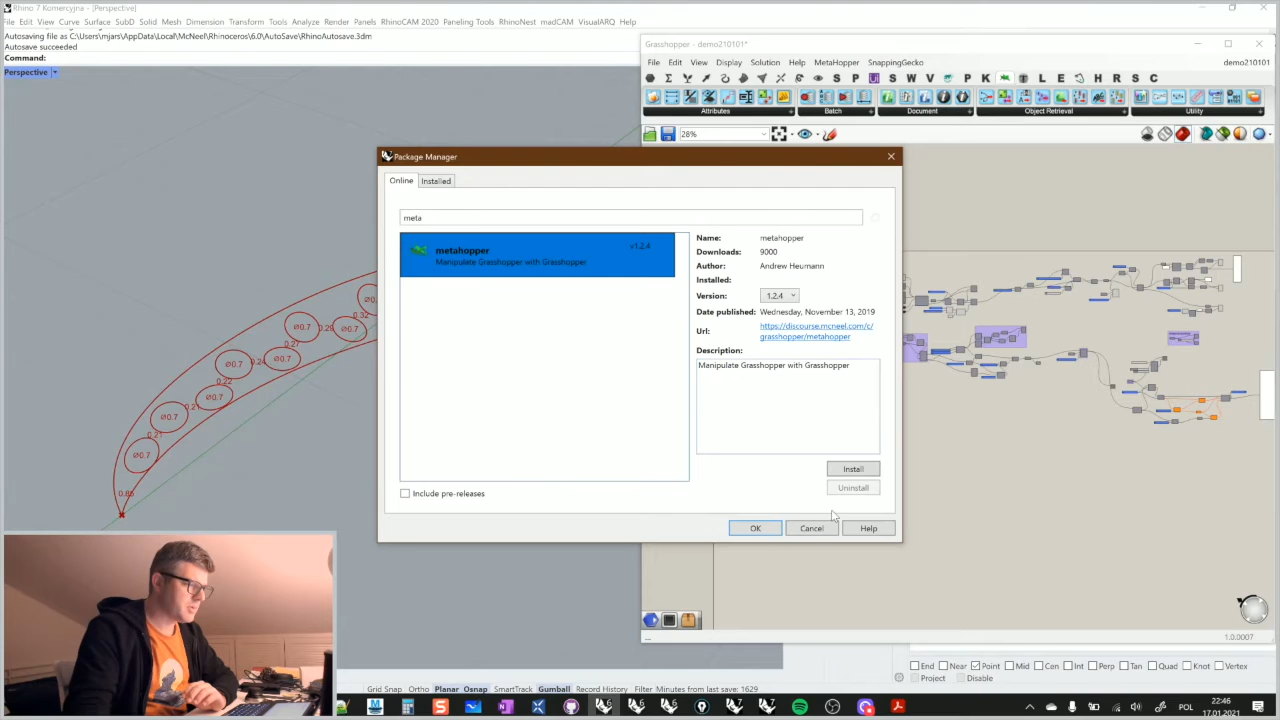 Rhino 7 Komercyjna - [Perspective]
File Edit View Curve Surface SubD Solid Mesh Dimension Transform Tools Analyze Render Panels RhinoCAM 2020 Paneling Tools RhinoNest madCAM VisualARQ Help
Autosaving file as C:\Users\mjars\AppData\Local\McNeel\Rhinoceros\6.0\AutoSave\RhinoAutosave.3dm
Autosave succeeded
Command:
Perspective
Grasshopper - demo210101*
File Edit View Display Solution Help MetaHopper SnappingGecko
demo210101
S P S W V P K L E H R S C
Attributes
Batch
Document
Object Retrieval
Utility
28%
Package Manager
Online Installed
meta
metahopper v1.2.4
Manipulate Grasshopper with Grasshopper
Name: metahopper
Downloads: 9000
Author: Andrew Heumann
Installed:
Version: 1.2.4
Date published: Wednesday, November 13, 2019
Url: https://discourse.mcneel.com/c/
grasshopper/metahopper
Description:
Manipulate Grasshopper with Grasshopper
Install
Uninstall
Include pre-releases
OK Cancel Help
0.32
Ø0.7
Ø0.7
Ø0.7
Ø0.7
0.22
Ø0.7
Ø0.7
0.21
Ø0.7
...
1.0.0007
End Near Point Mid Cen Int Perp Tan Quad Knot Vertex
Project Disable
Grid Snap Ortho Planar Osnap SmartTrack Gumball Record History Filter Minutes from last save: 1629
POL
22:46
17.01.2021